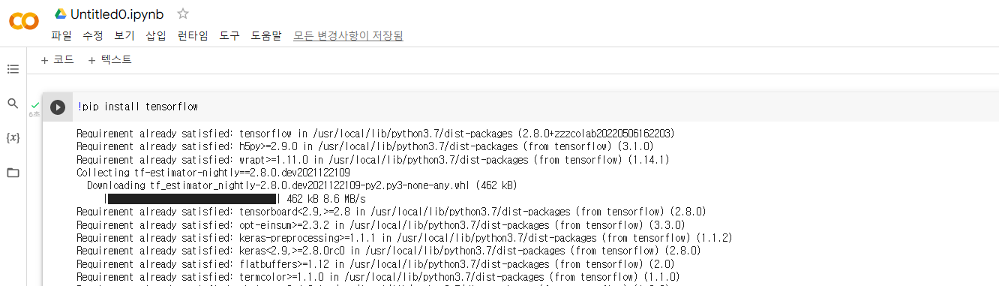 Untitled0.ipynb
파일 수정 보기 삽입 런타임 도구 도움말 모든 변경사항이 저장됨
+ 코드 + 텍스트
!pip install tensorflow
6초
{x}
Requirement already satisfied: tensorflow in /usr/local/lib/python3.7/dist-packages (2.8.0+zzzcolab20220506162203)
Requirement already satisfied: h5py>=2.9.0 in /usr/local/lib/python3.7/dist-packages (from tensorflow) (3.1.0)
Requirement already satisfied: wrapt>=1.11.0 in /usr/local/lib/python3.7/dist-packages (from tensorflow) (1.14.1)
Collecting tf-estimator-nightly==2.8.0.dev2021122109
Downloading tf_estimator_nightly-2.8.0.dev2021122109-py2.py3-none-any.whl (462 kB)
|████████████████████████████████| 462 kB 8.6 MB/s
Requirement already satisfied: tensorboard<2.9,>=2.8 in /usr/local/lib/python3.7/dist-packages (from tensorflow) (2.8.0)
Requirement already satisfied: opt-einsum>=2.3.2 in /usr/local/lib/python3.7/dist-packages (from tensorflow) (3.3.0)
Requirement already satisfied: keras-preprocessing>=1.1.1 in /usr/local/lib/python3.7/dist-packages (from tensorflow) (1.1.2)
Requirement already satisfied: keras<2.9,>=2.8.0rc0 in /usr/local/lib/python3.7/dist-packages (from tensorflow) (2.8.0)
Requirement already satisfied: flatbuffers>=1.12 in /usr/local/lib/python3.7/dist-packages (from tensorflow) (2.0)
Requirement already satisfied: termcolor>=1.1.0 in /usr/local/lib/python3.7/dist-packages (from tensorflow) (1.1.0)